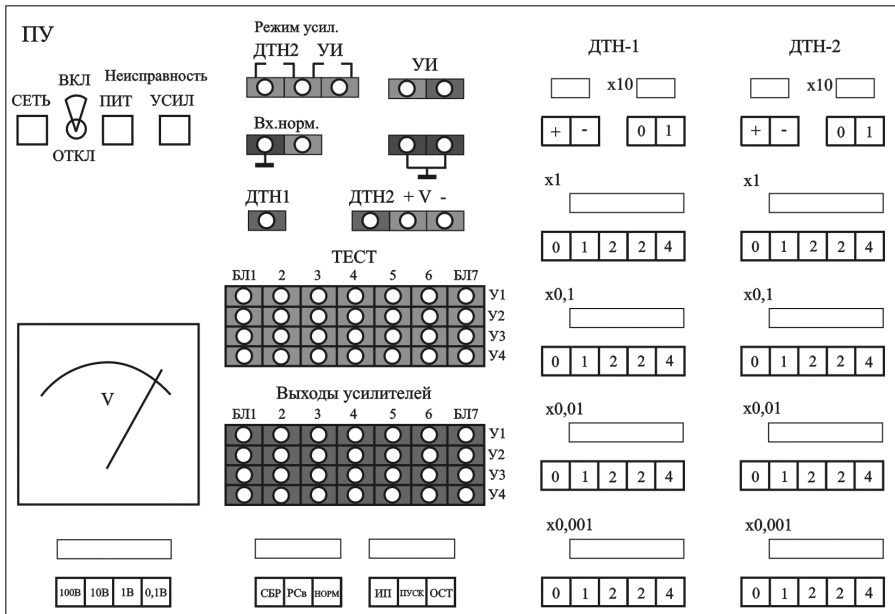 ПУ
ВКЛ
Неисправность
СЕТЬ
ПИТ
УСИЛ
ОТКЛ
Режим усил.
ДТН2 УИ
УИ
Вх.норм.
ДТН1
ДТН2 + V -
ТЕСТ
БЛ1 2 3 4 5 6 БЛ7
У1
У2
У3
У4
Выходы усилителей
БЛ1 2 3 4 5 6 БЛ7
У1
У2
У3
У4
V
100В 10В 1В 0,1В
СБР РСв НОРМ
ИП ПУСК ОСТ
ДТН-1
x10
+ - 0 1
x1
0 1 2 2 4
x0,1
0 1 2 2 4
x0,01
0 1 2 2 4
x0,001
0 1 2 2 4
ДТН-2
x10
+ - 0 1
x1
0 1 2 2 4
x0,1
0 1 2 2 4
x0,01
0 1 2 2 4
x0,001
0 1 2 2 4